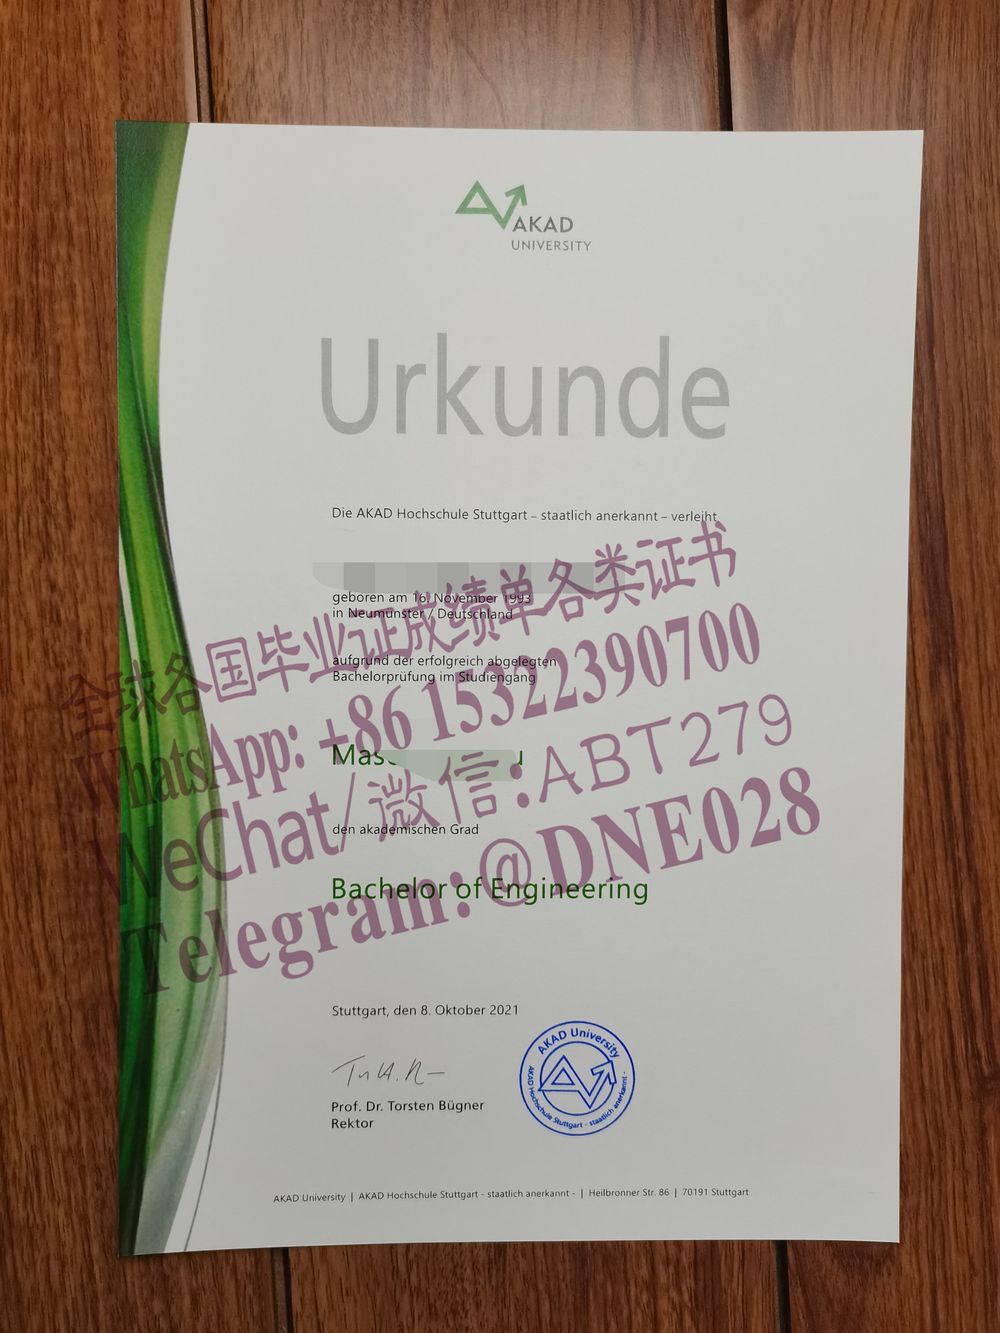 AKAD
UNIVERSITY
Urkunde
Die AKAD Hochschule Stuttgart – staatlich anerkannt – verleiht
geboren am 16. November 1993
in Neumünster / Deutschland
aufgrund der erfolgreich abgelegten
Bachelorprüfung im Studiengang
Mas
den akademischen Grad
Bachelor of Engineering
全球各国毕业证成绩单各类证书
WhatsApp: +86 15322390700
WeChat/微信:ABT279
Telegram:@DNE028
Stuttgart, den 8. Oktober 2021
Prof. Dr. Torsten Bügner
Rektor
AKAD University
AKAD Hochschule Stuttgart - staatlich anerkannt -
AKAD University | AKAD Hochschule Stuttgart - staatlich anerkannt - | Heilbronner Str. 86 | 70191 Stuttgart